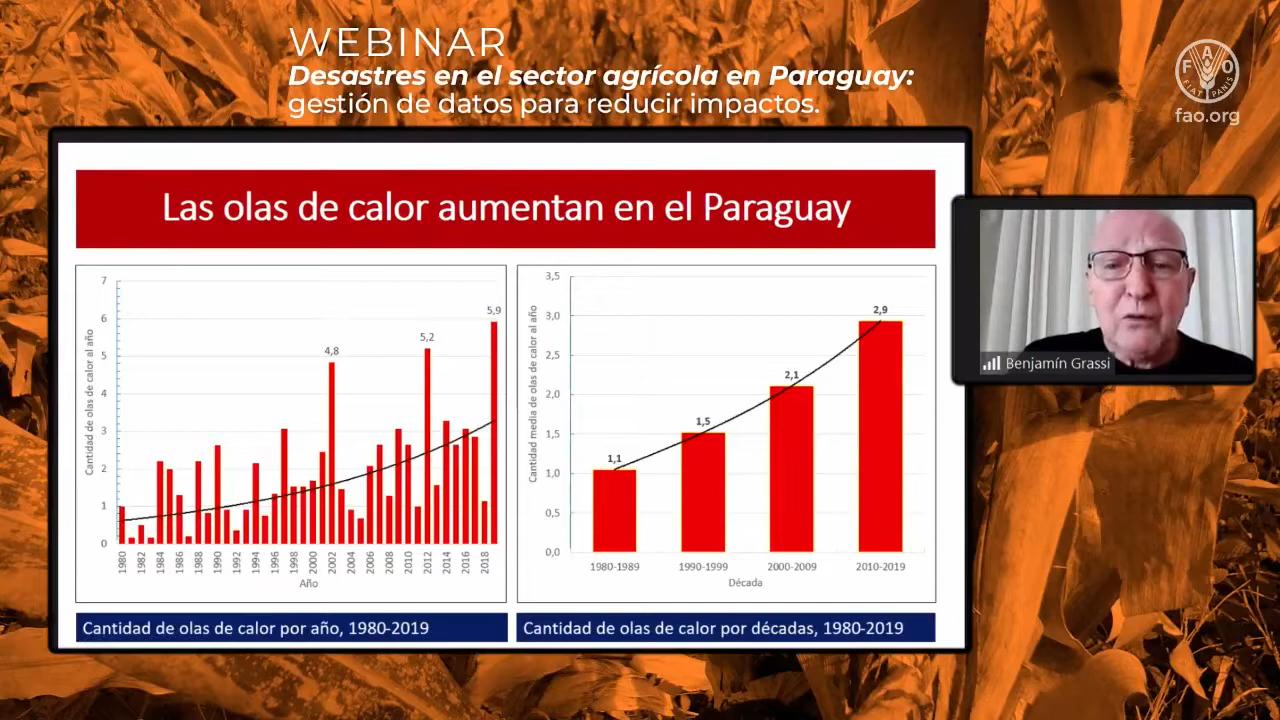 WEBINAR
Desastres en el sector agrícola en Paraguay:
gestión de datos para reducir impactos.
F A O
FIAT PANIS
fao.org
Las olas de calor aumentan en el Paraguay
Cantidad de olas de calor al año
7
6
5
4
3
2
1
0
4,8
5,2
5,9
1980 1982 1984 1986 1988 1990 1992 1994 1996 1998 2000 2002 2004 2006 2008 2010 2012 2014 2016 2018
Año
Cantidad de olas de calor por año, 1980-2019
Cantidad media de olas de calor al año
3,5
3,0
2,5
2,0
1,5
1,0
0,5
0,0
1,1
1,5
2,1
2,9
1980-1989 1990-1999 2000-2009 2010-2019
Década
Cantidad de olas de calor por décadas, 1980-2019
Benjamín Grassi